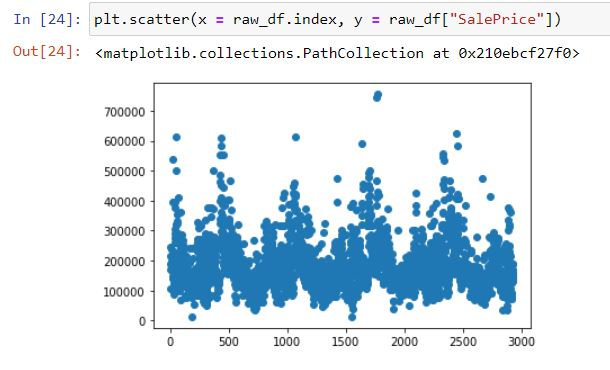 In [24]: plt.scatter(x = raw_df.index, y = raw_df["SalePrice"])
Out[24]: <matplotlib.collections.PathCollection at 0x210ebcf27f0>
700000
600000
500000
400000
300000
200000
100000
0
0 500 1000 1500 2000 2500 3000